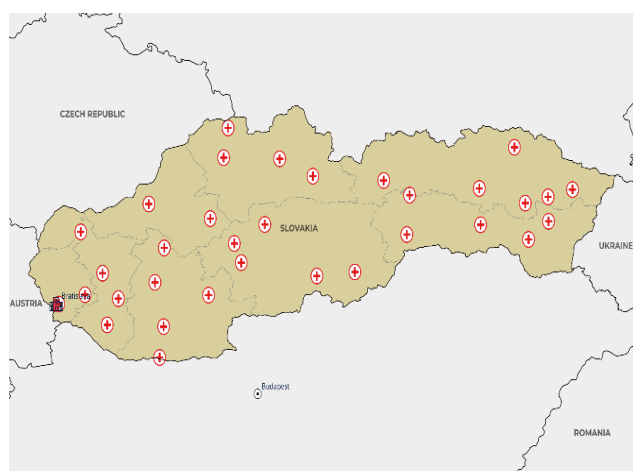 CZECH REPUBLIC
SLOVAKIA
UKRAINE
AUSTRIA
Bratislava
Budapest
ROMANIA